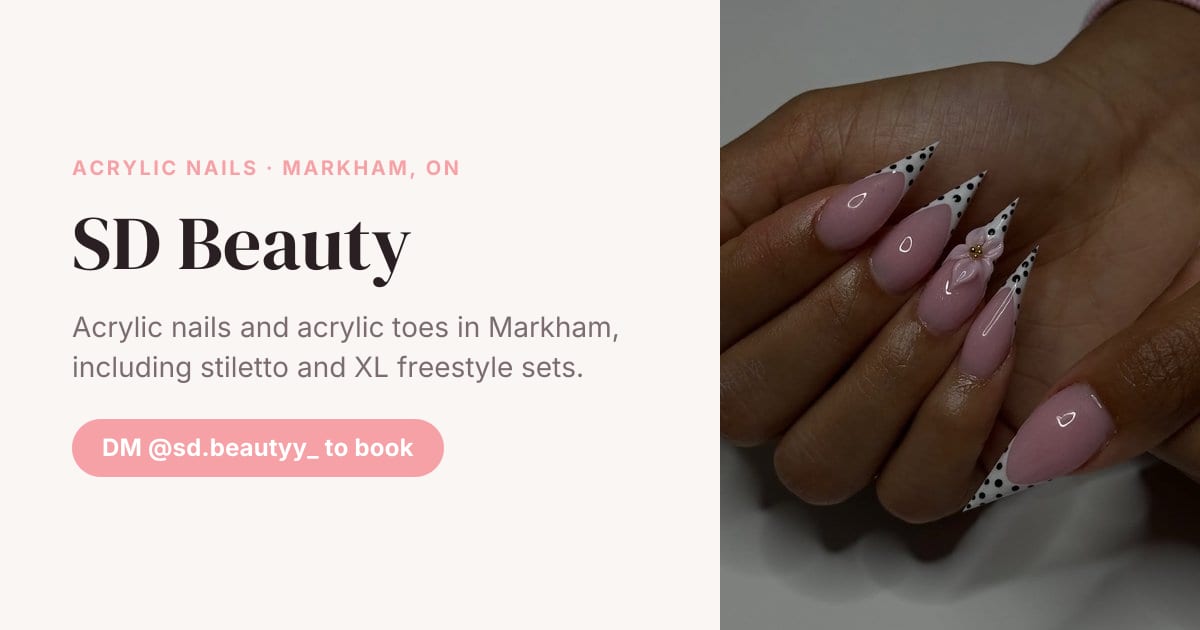 ACRYLIC NAILS · MARKHAM, ON
SD Beauty
Acrylic nails and acrylic toes in Markham,
including stiletto and XL freestyle sets.
DM @sd.beautyy_ to book